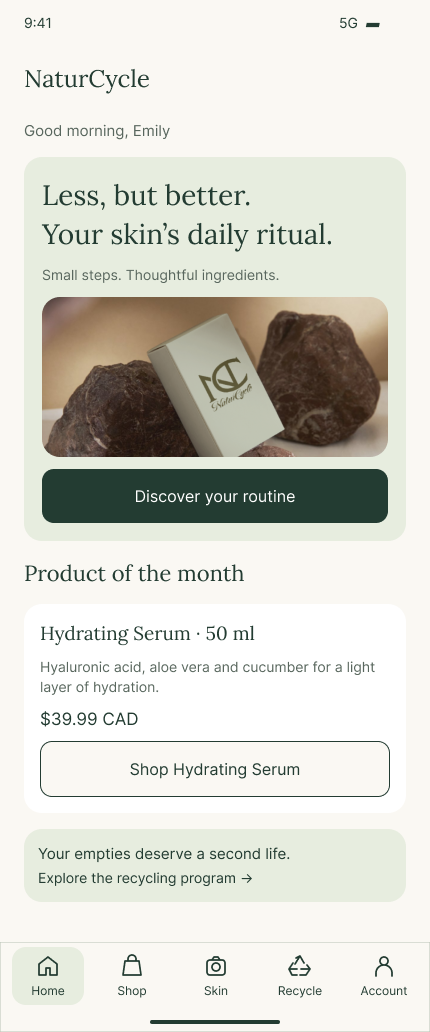 9:41
5G
NaturCycle
Good morning, Emily
Less, but better.
Your skin’s daily ritual.
Small steps. Thoughtful ingredients.
NC
NaturCycle
Discover your routine
Product of the month
Hydrating Serum · 50 ml
Hyaluronic acid, aloe vera and cucumber for a light
layer of hydration.
$39.99 CAD
Shop Hydrating Serum
Your empties deserve a second life.
Explore the recycling program →
Home
Shop
Skin
Recycle
Account